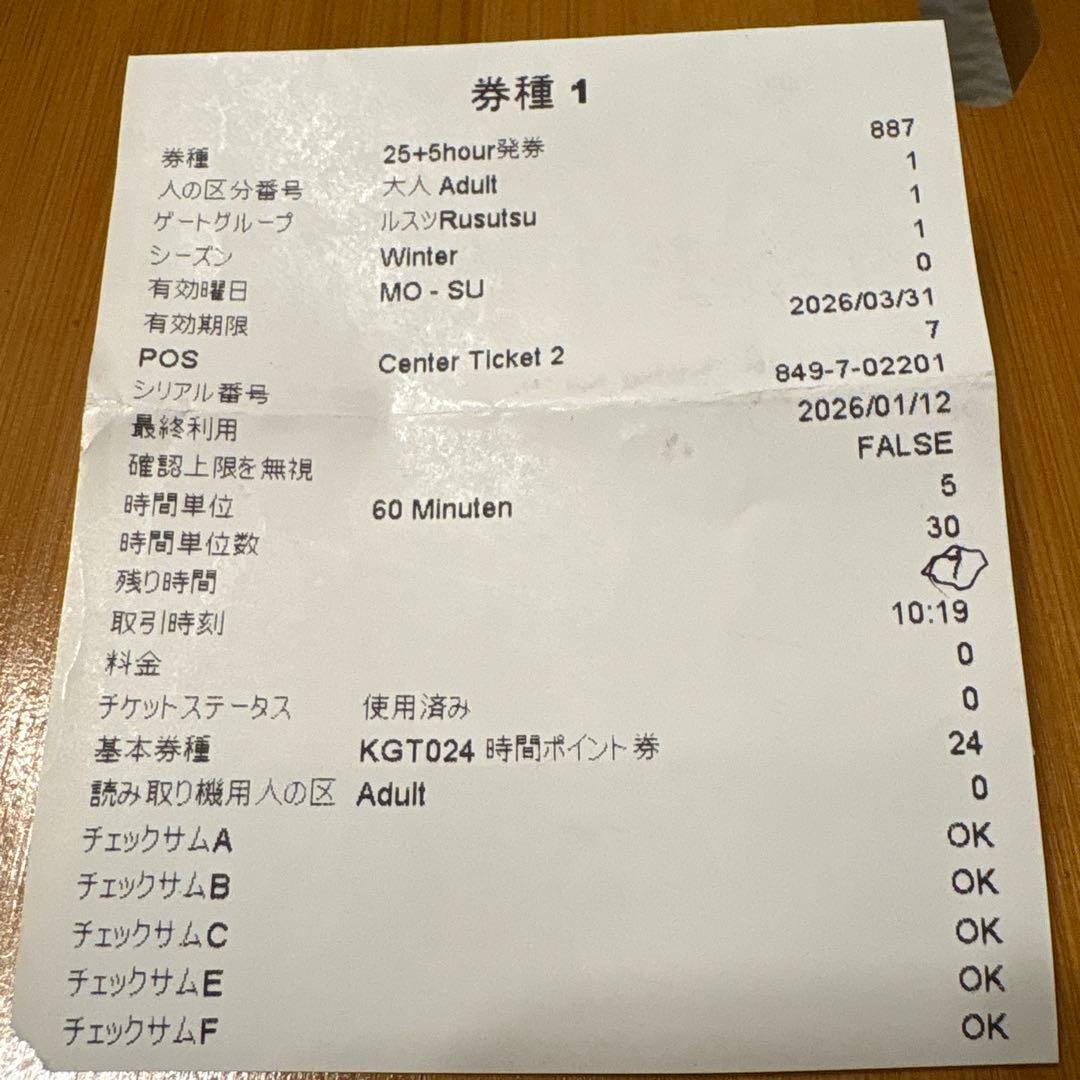 券種 1
券種 25+5hour発券 887
人の区分番号 大人 Adult 1
ゲートグループ ルスツRusutsu 1
シーズン Winter 1
有効曜日 MO - SU 0
有効期限 2026/03/31
POS Center Ticket 2 7
シリアル番号 849-7-02201
最終利用 2026/01/12
確認上限を無視 FALSE
時間単位 60 Minuten 5
時間単位数 30
残り時間 7
取引時刻 10:19
料金 0
チケットステータス 使用済み 0
基本券種 KGT024 時間ポイント券 24
読み取り機用人の区 Adult 0
チェックサムA OK
チェックサムB OK
チェックサムC OK
チェックサムE OK
チェックサムF OK